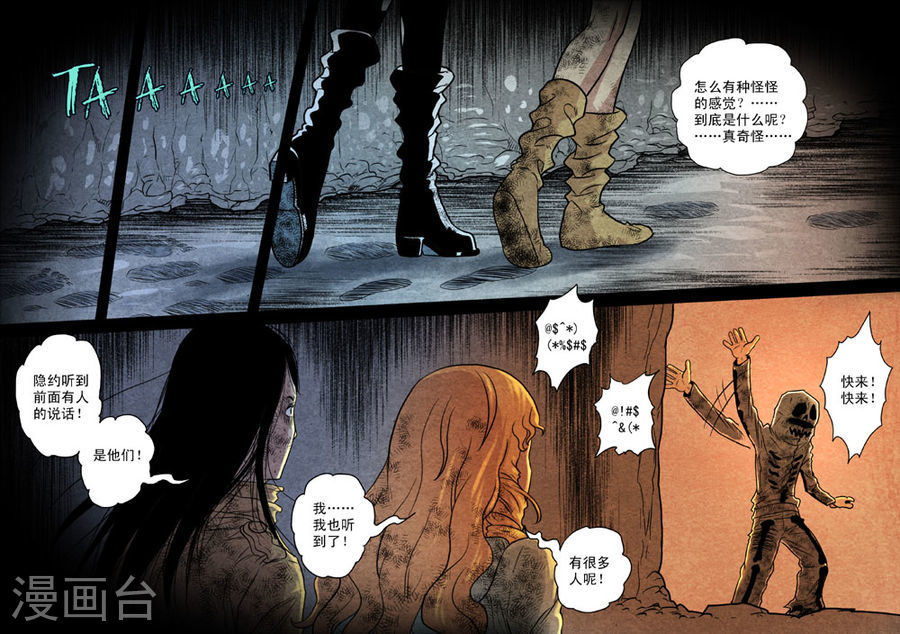 TAAAAAAA
怎么有种怪怪
的感觉？……
到底是什么呢？
……真奇怪……
隐约听到
前面有人
的说话！
是他们！
我……
我也听
到了！
@$^*)
(*%$#$
@!#$
^&(*
有很多
人呢！
快来！
快来！
漫画台